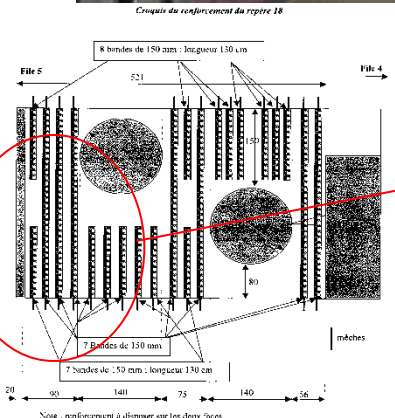 Croquis du renforcement du repère 18
8 bandes de 150 mm : longueur 130 cm
File 5
521
File 4
150
80
7 Bandes de 150 mm
mèches
7 bandes de 150 mm : longueur 130 cm
20
90
140
75
140
56
Note : renforcement à disposer sur les deux faces